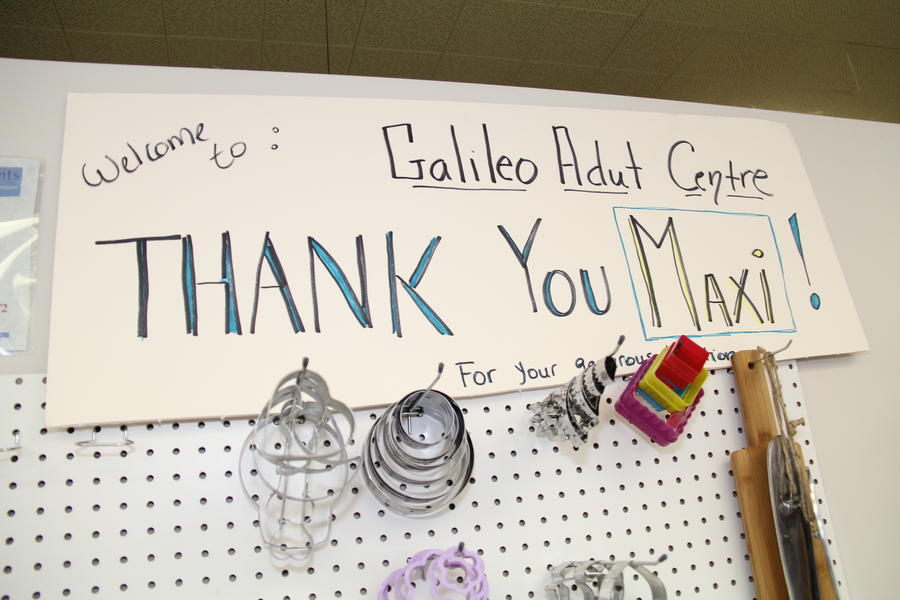 Welcome to :
Galileo Adut Centre
THANK YOU MAXi !
For your